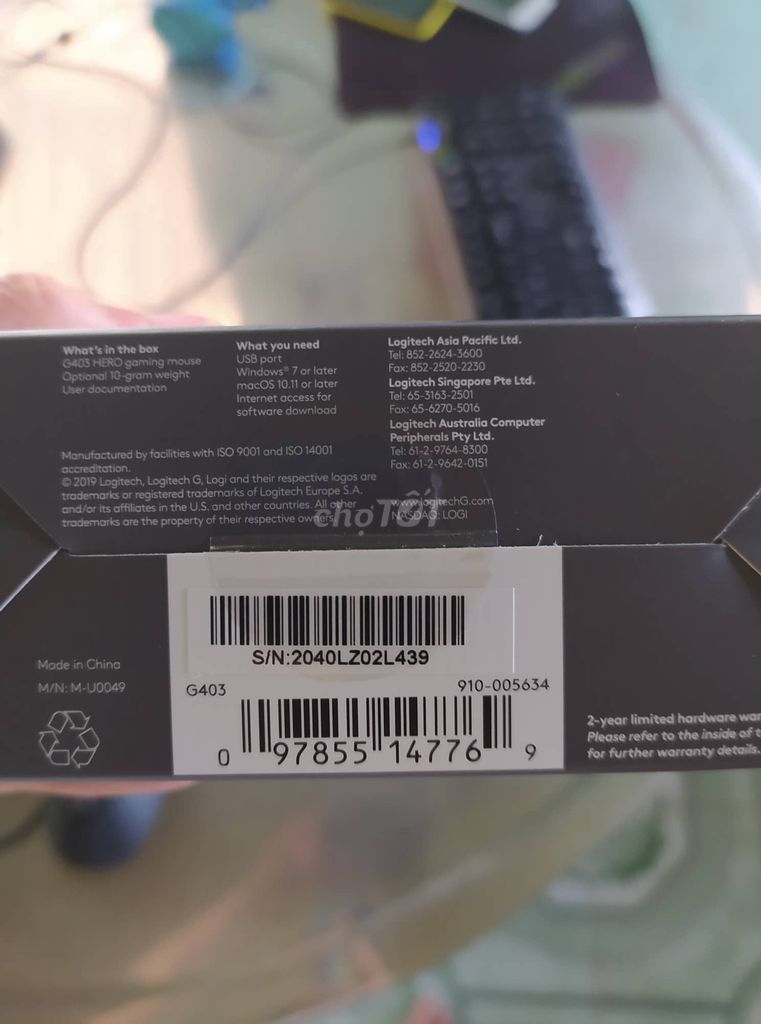 What's in the box
G403 HERO gaming mouse
Optional 10-gram weight
User documentation
What you need
USB port
Windows® 7 or later
macOS 10.11 or later
Internet access for
software download
Logitech Asia Pacific Ltd.
Tel: 852-2624-3600
Fax: 852-2520-2230
Logitech Singapore Pte Ltd.
Tel: 65-3163-2501
Fax: 65-6270-5016
Logitech Australia Computer
Peripherals Pty Ltd.
Tel: 61-2-9764-8300
Fax: 61-2-9642-0151
Manufactured by facilities with ISO 9001 and ISO 14001
accreditation.
© 2019 Logitech, Logitech G, Logi and their respective logos are
trademarks or registered trademarks of Logitech Europe S.A.
and/or its affiliates in the U.S. and other countries. All other
trademarks are the property of their respective owners.
www.logitechG.com
NASDAQ: LOGI
chợTỐT
S/N:2040LZ02L439
Made in China
M/N: M-U0049
G403
910-005634
0 97855 14776 9
2-year limited hardware war
Please refer to the inside of t
for further warranty details.